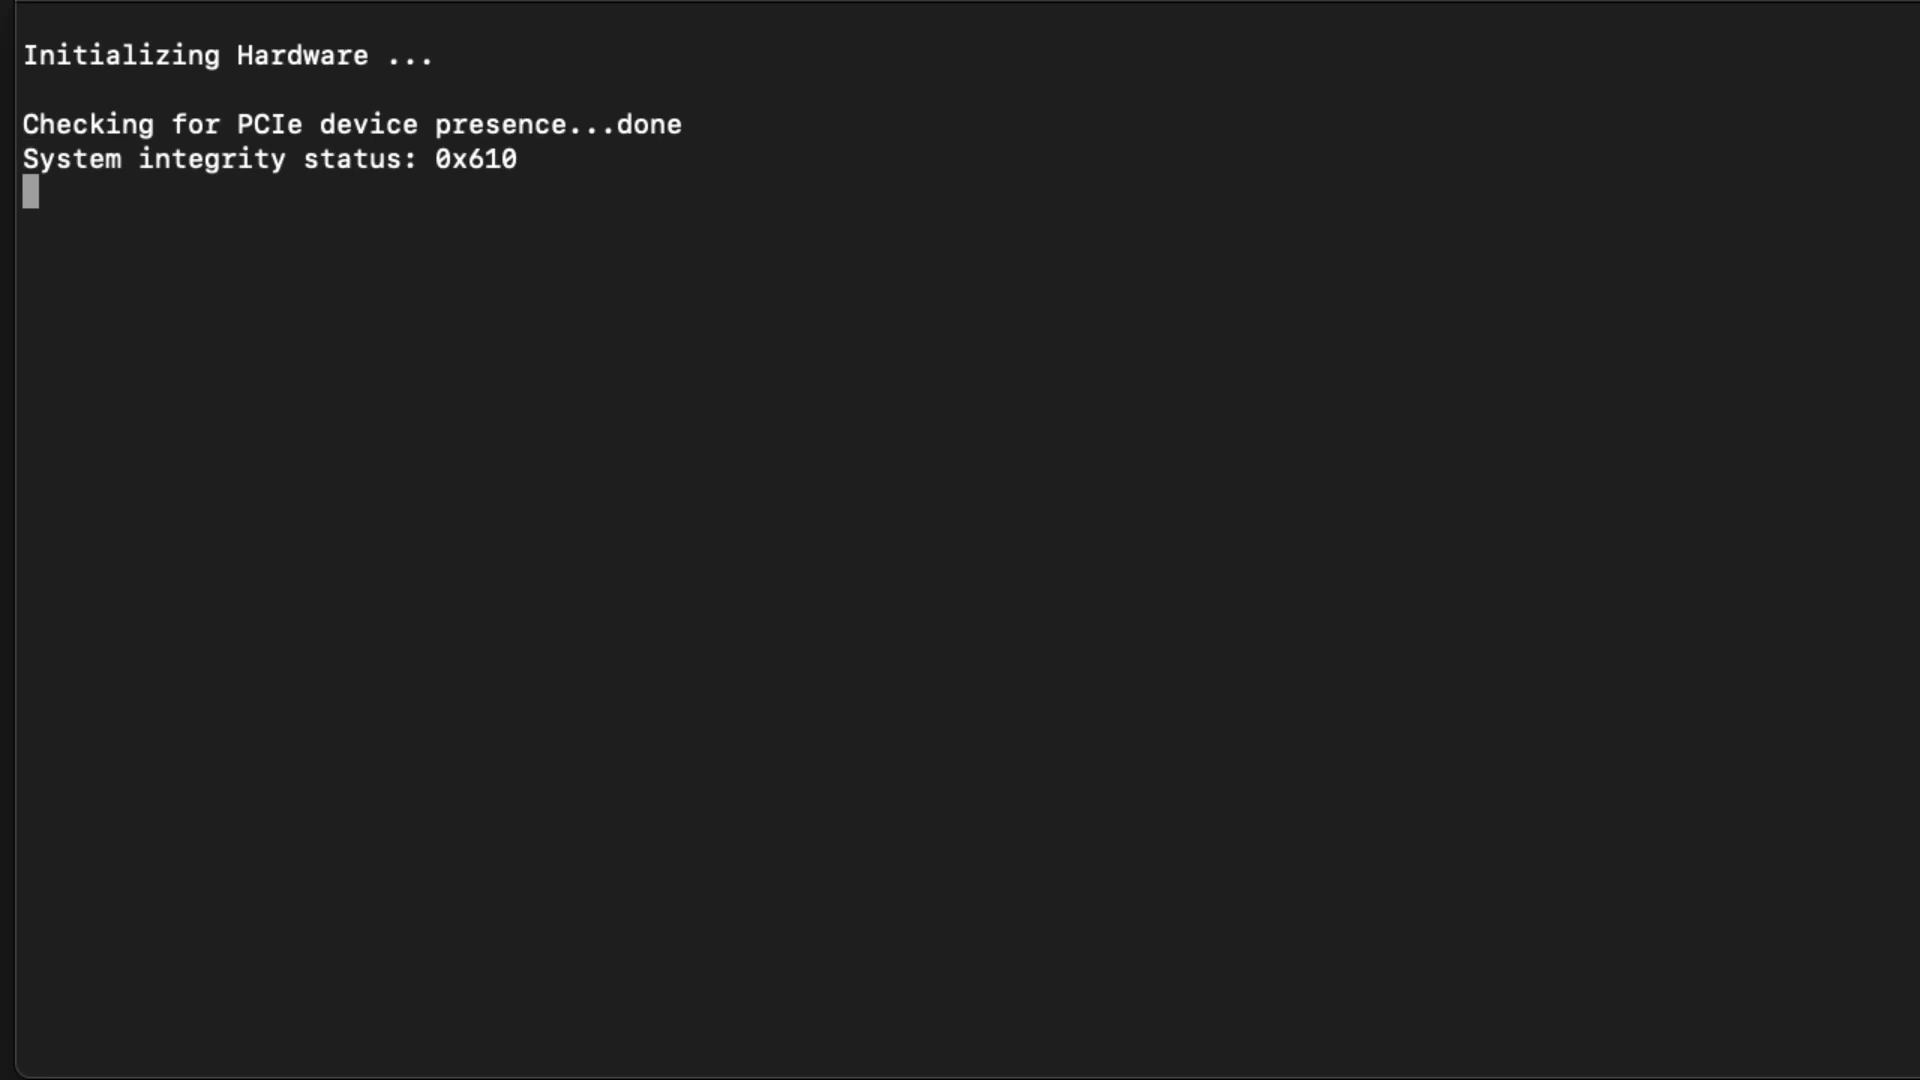 Initializing Hardware ...
Checking for PCIe device presence...done
System integrity status: 0x610